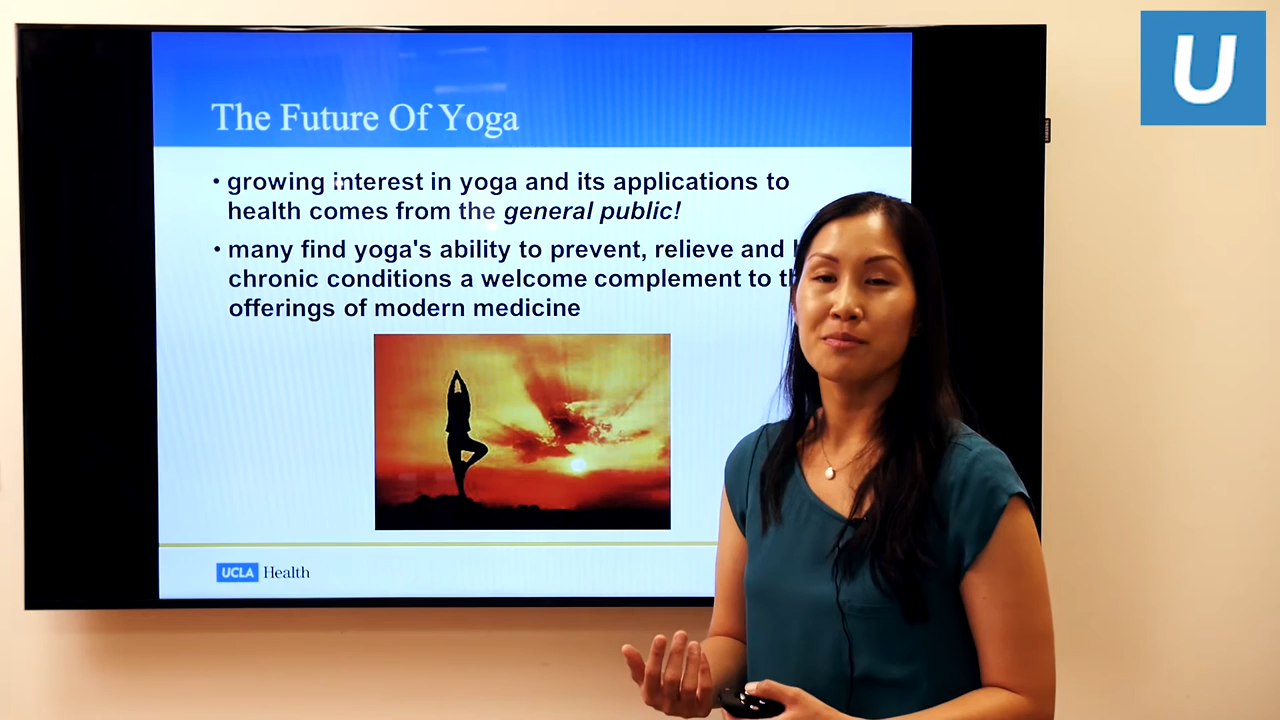 U
The Future Of Yoga
• growing interest in yoga and its applications to
health comes from the general public!
• many find yoga's ability to prevent, relieve and
chronic conditions a welcome complement to
offerings of modern medicine
UCLA Health